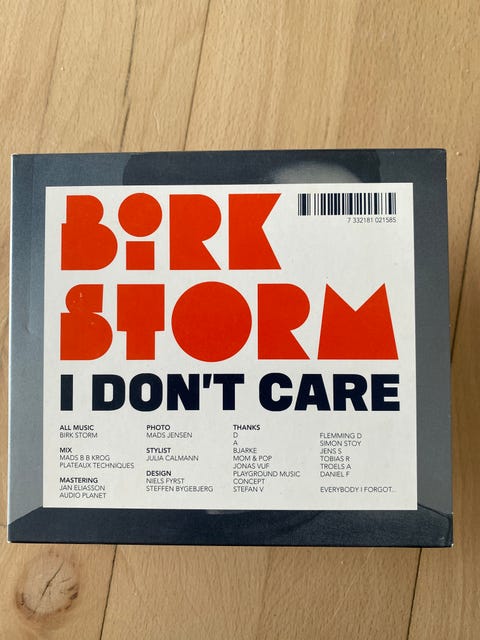 BiRK
STORM
I DON'T CARE
7 332181 021585
ALL MUSIC
BIRK STORM
MIX
MADS B B KROG
PLATEAUX TECHNIQUES
MASTERING
JAN ELIASSON
AUDIO PLANET
PHOTO
MADS JENSEN
STYLIST
JULIA CALMANN
DESIGN
NIELS FYRST
STEFFEN BYGEBJERG
THANKS
D
A
BJARKE
MOM & POP
JONAS VUF
PLAYGROUND MUSIC
CONCEPT
STEFAN V
FLEMMING D
SIMON STOY
JENS S
TOBIAS R
TROELS A
DANIEL F
EVERYBODY I FORGOT...